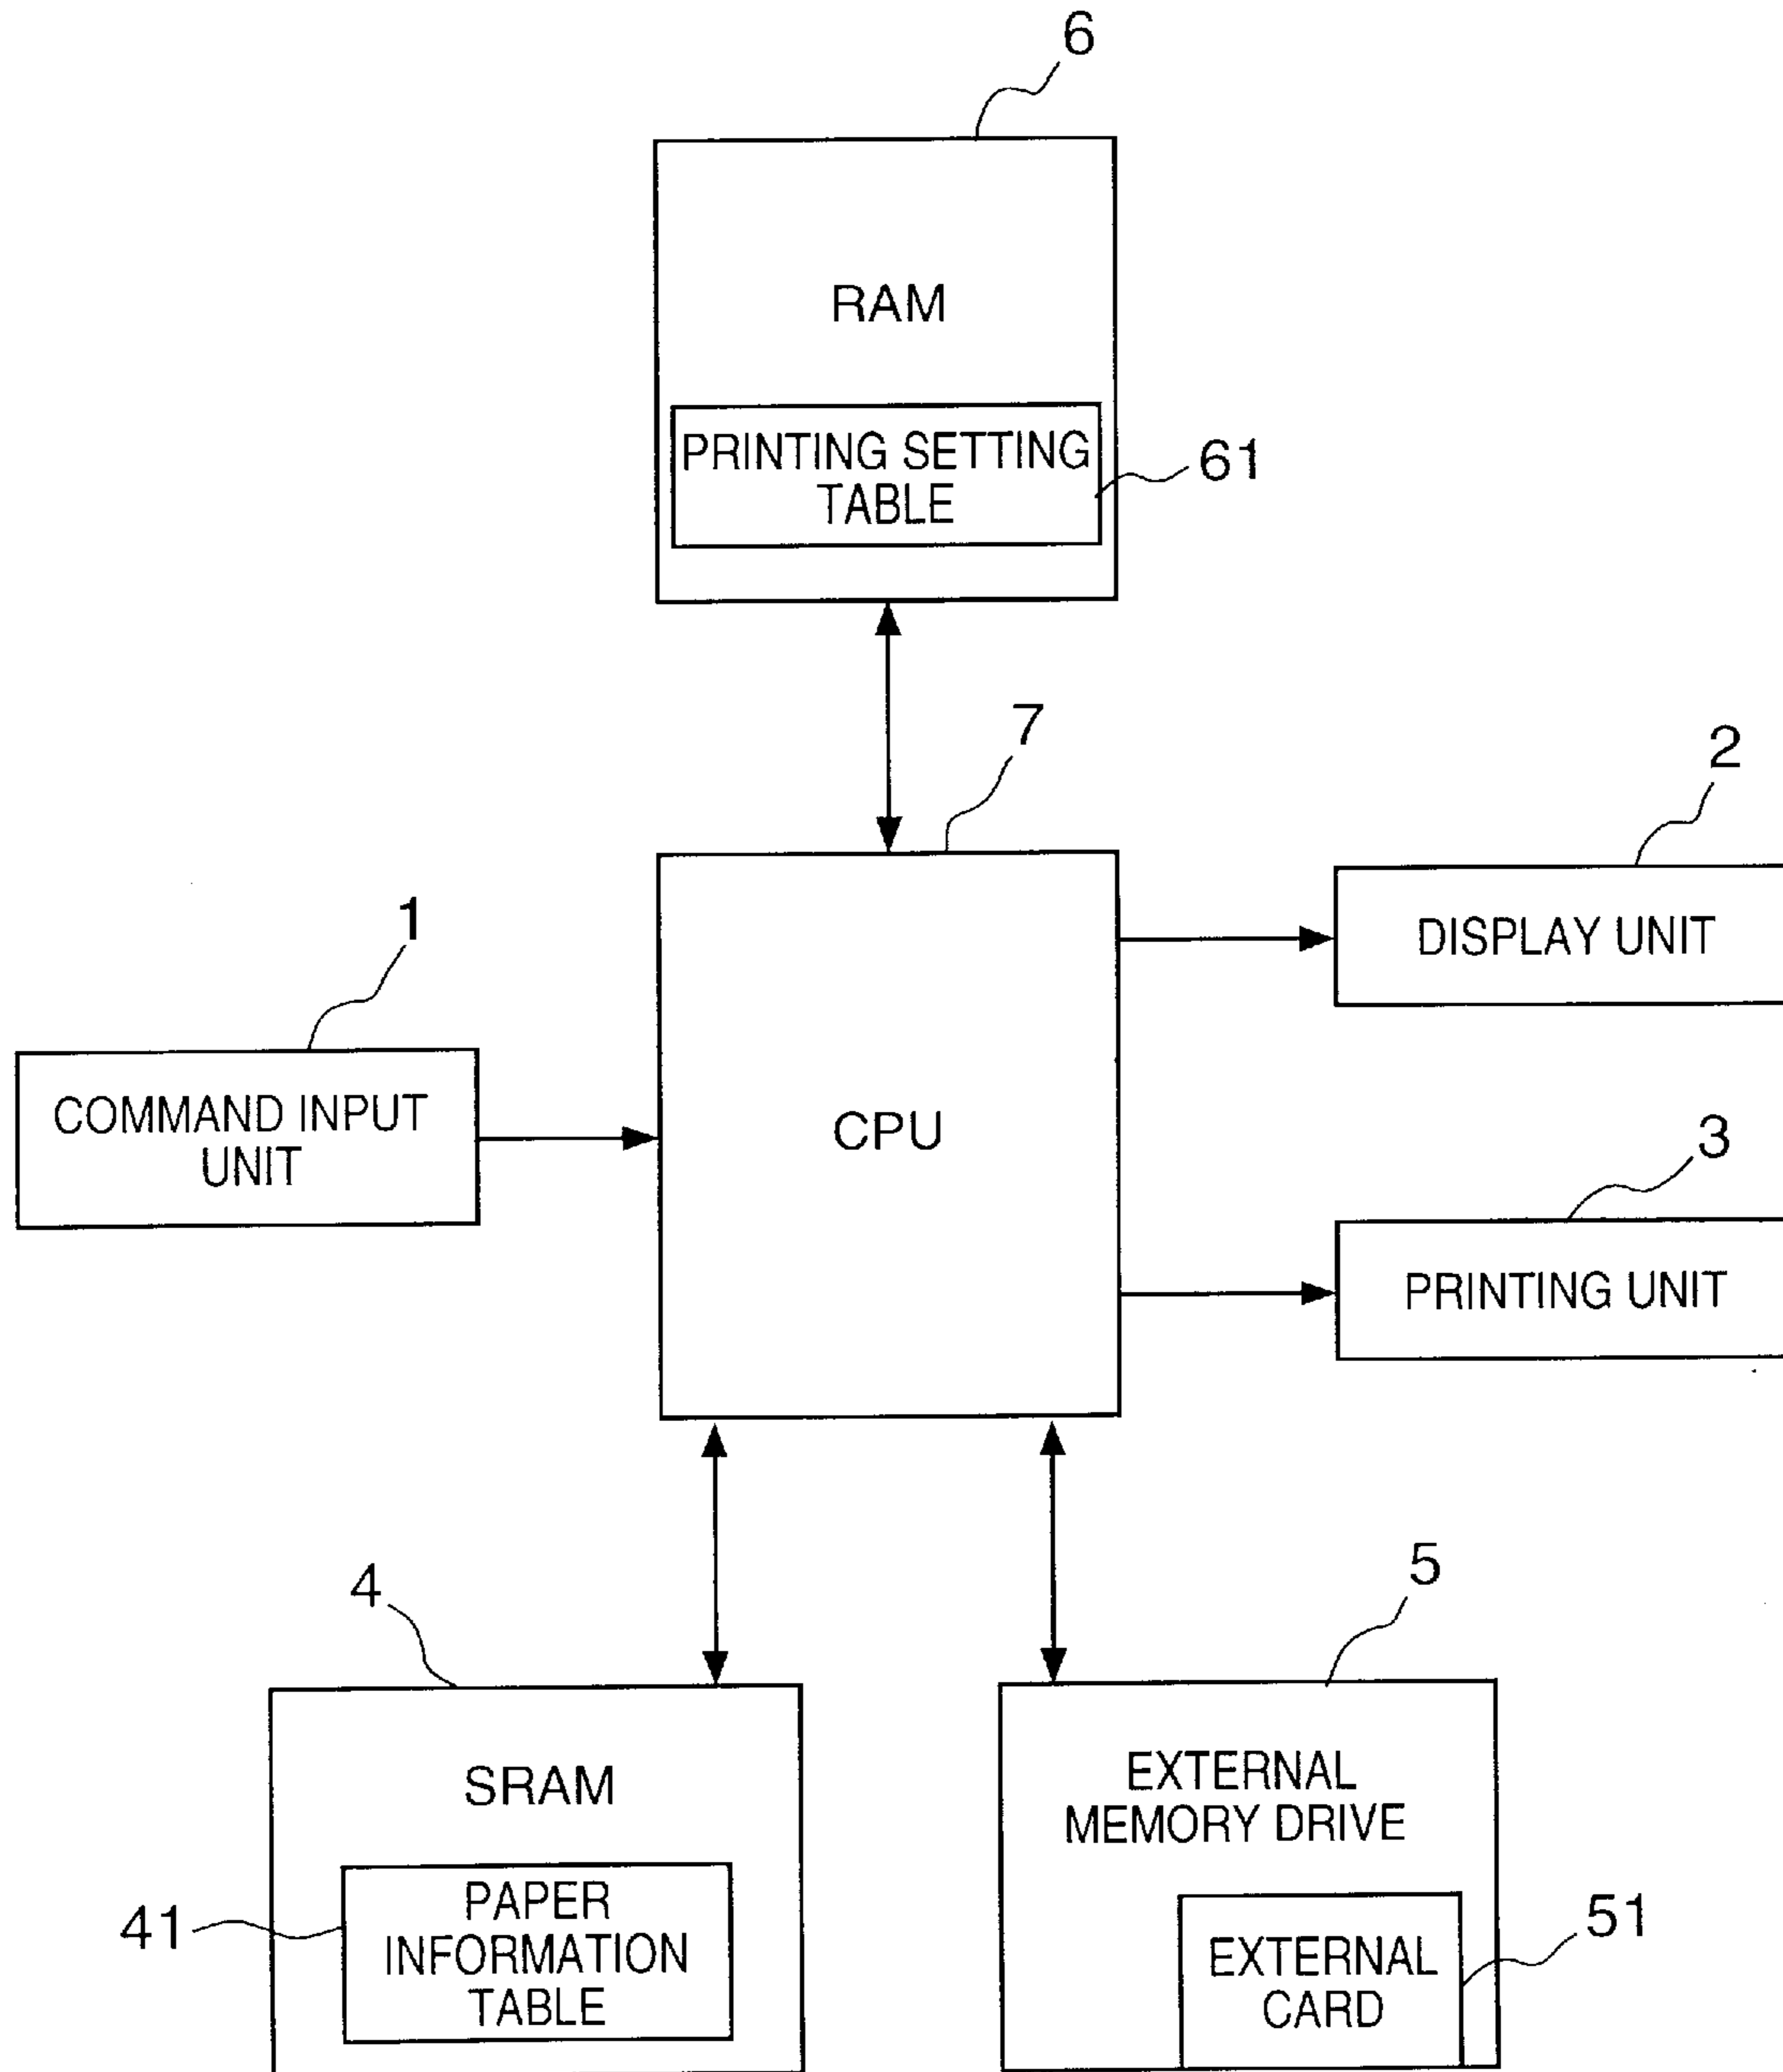 6
RAM
PRINTING SETTING
TABLE
61
7
2
DISPLAY UNIT
1
COMMAND INPUT
UNIT
CPU
3
PRINTING UNIT
4
SRAM
41
PAPER
INFORMATION
TABLE
5
EXTERNAL
MEMORY DRIVE
51
EXTERNAL
CARD